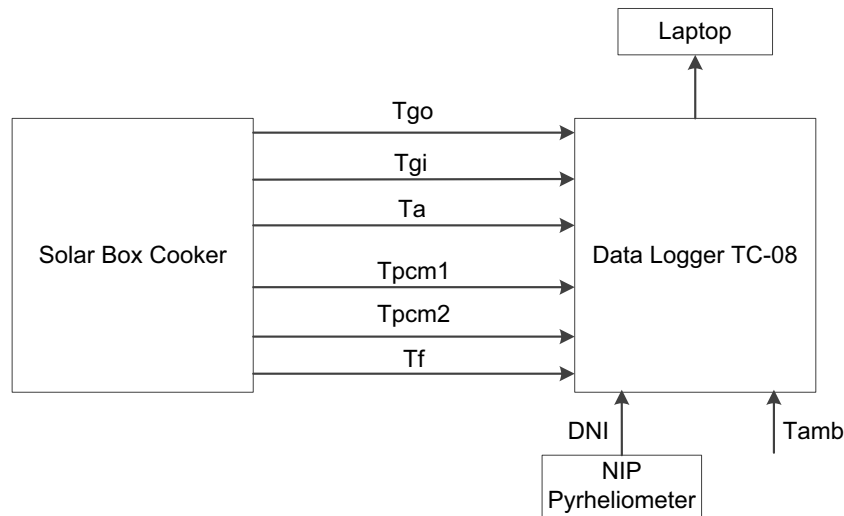 Laptop
Tgo
Tgi
Ta
Solar Box Cooker
Data Logger TC-08
Tpcm1
Tpcm2
Tf
DNI
Tamb
NIP
Pyrheliometer